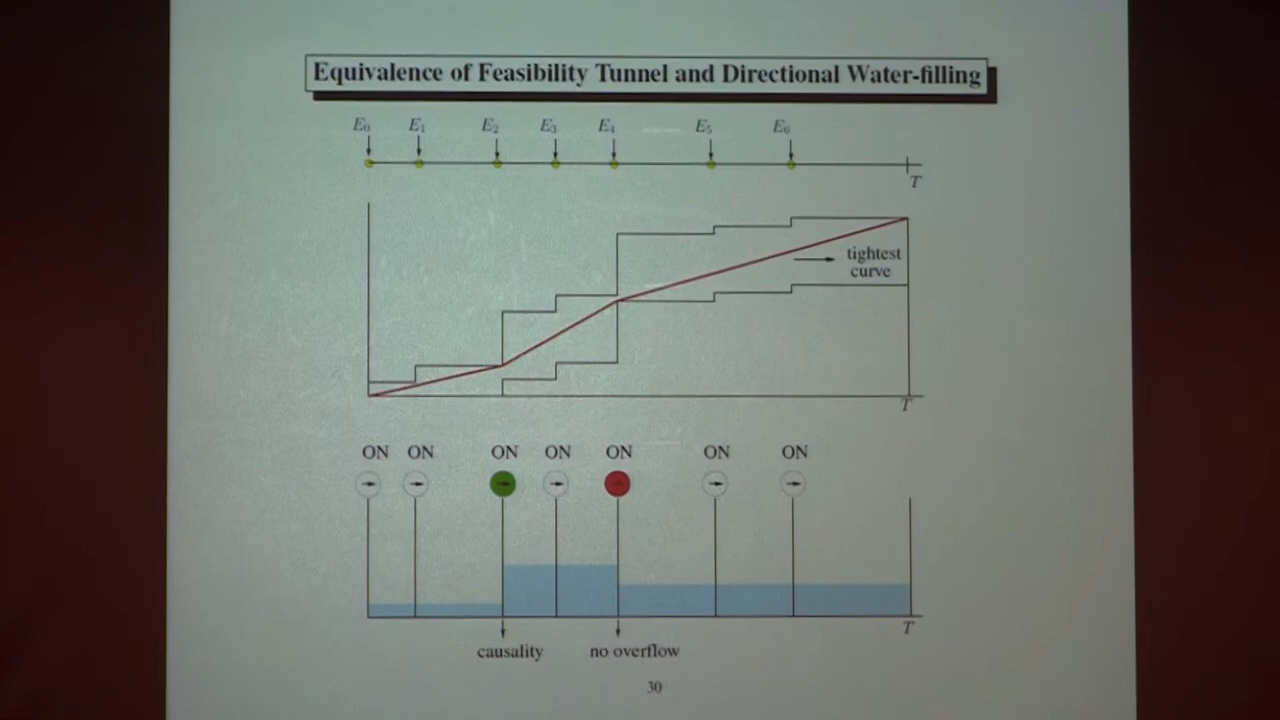 Equivalence of Feasibility Tunnel and Directional Water-filling
E₀ E₁ E₂ E₃ E₄ E₅ E₆
T
tightest
curve
T
ON ON ON ON ON ON ON
T
causality no overflow
30